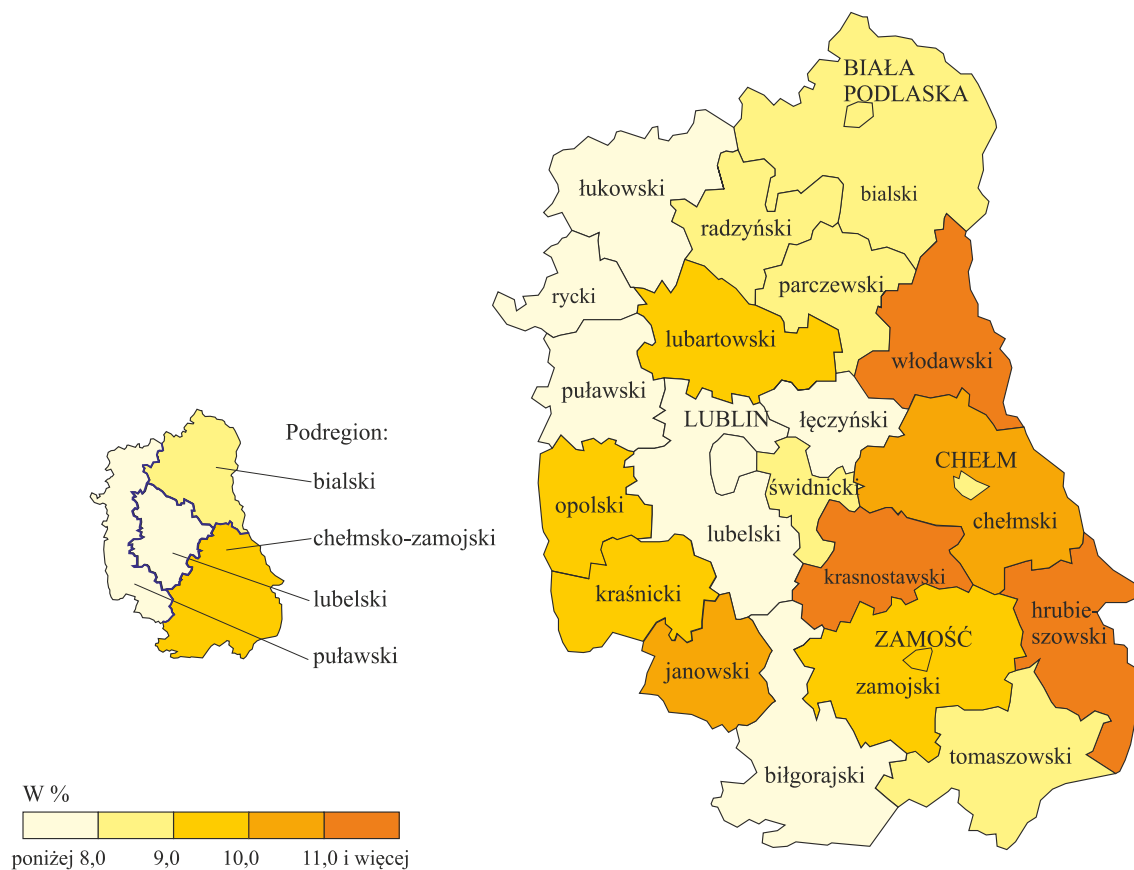 BIAŁA
PODLASKA
łukowski
bialski
radzyński
parczewski
rycki
lubartowski
włodawski
puławski
LUBLIN
łęczyński
CHEŁM
świdnicki
opolski
chełmski
lubelski
kraśnicki
krasnostawski
hrubie-
szowski
ZAMOŚĆ
janowski
zamojski
tomaszowski
biłgorajski
Podregion:
bialski
chełmsko-zamojski
lubelski
puławski
W %
poniżej 8,0 9,0 10,0 11,0 i więcej